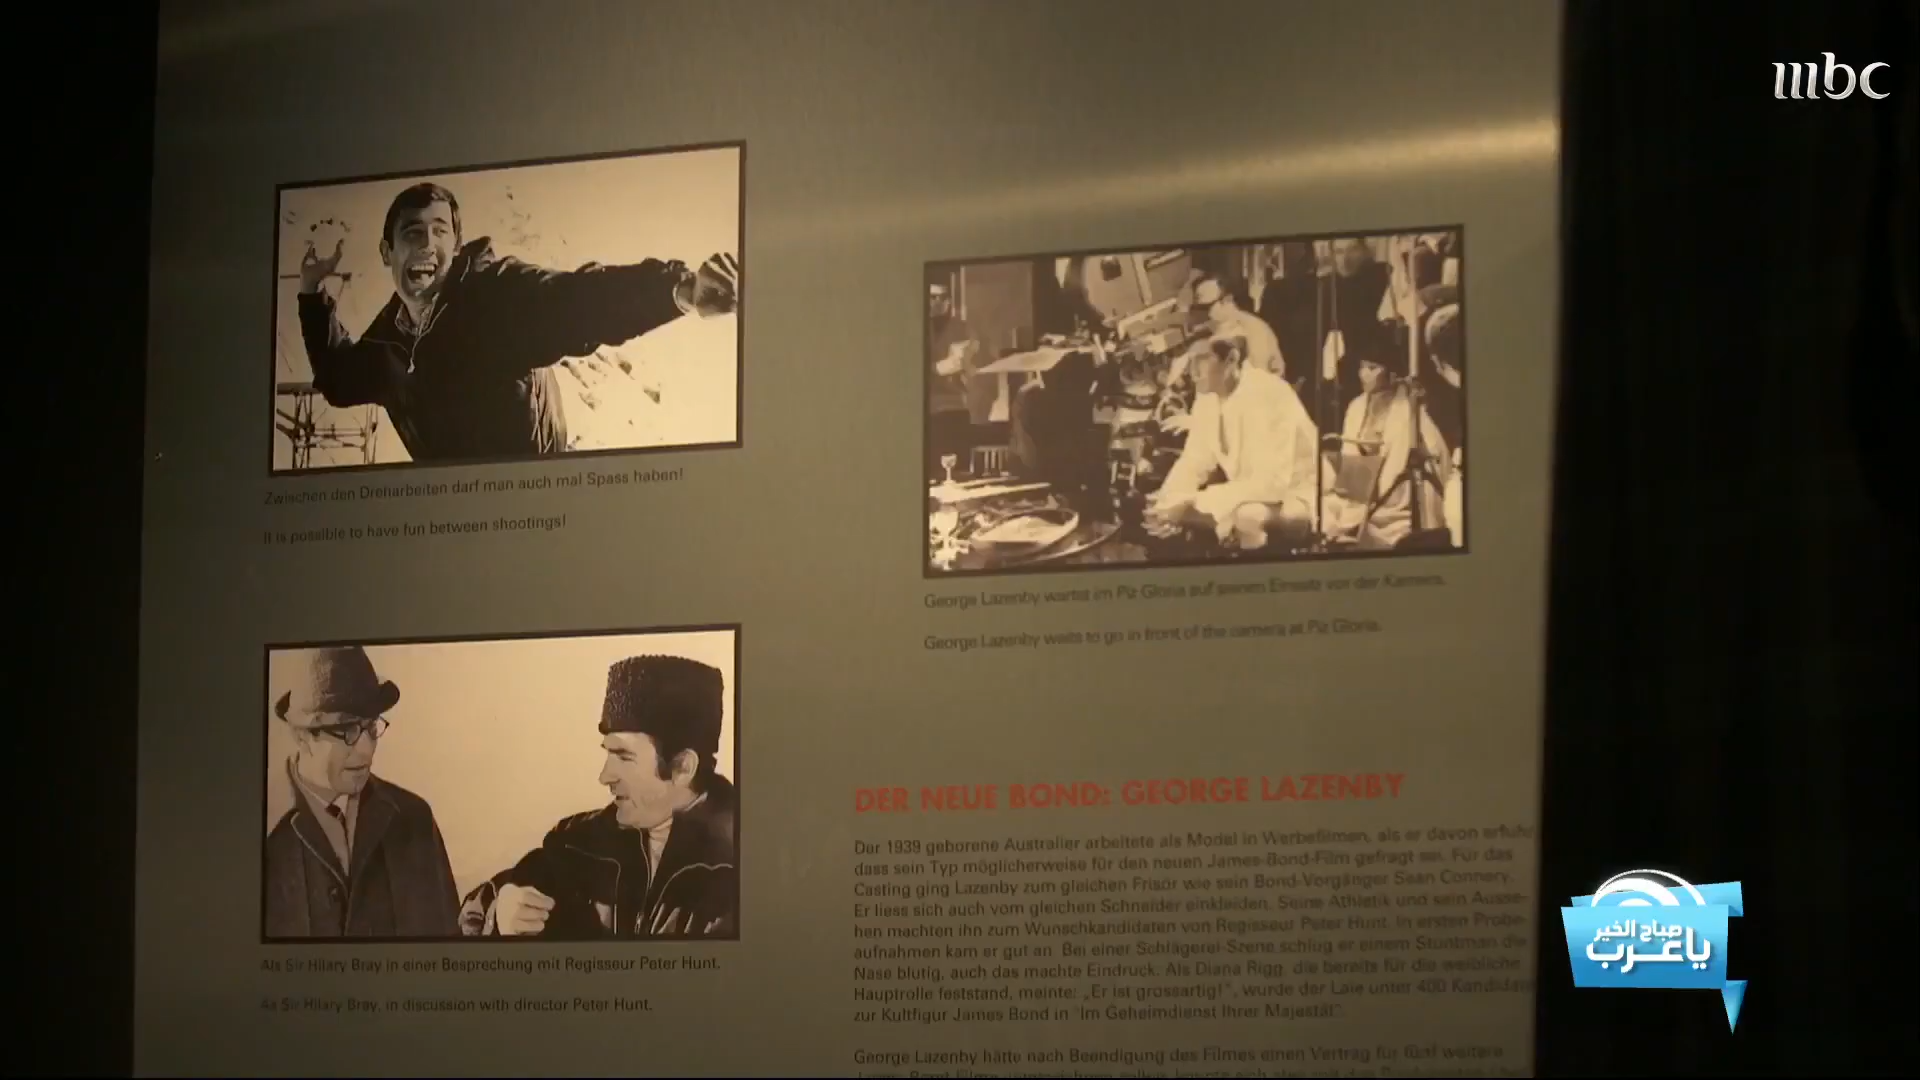 mbc
Zwischen den Dreharbeiten darf man auch mal Spass haben!
It is possible to have fun between shootings!
George Lazenby wartet im Piz Gloria auf seinen Einsatz vor der Kamera.
George Lazenby waits to go in front of the camera at Piz Gloria.
Als Sir Hilary Bray in einer Besprechung mit Regisseur Peter Hunt.
As Sir Hilary Bray, in discussion with director Peter Hunt.
DER NEUE BOND: GEORGE LAZENBY
Der 1939 geborene Australier arbeitete als Model in Werbefilmen, als er davon erfuhr
dass sein Typ möglicherweise für den neuen James-Bond-Film gefragt sei. Für das
Casting ging Lazenby zum gleichen Frisör wie sein Bond-Vorgänger Sean Connery.
Er liess sich auch vom gleichen Schneider einkleiden. Seine Athletik und sein Ausse-
hen machten ihn zum Wunschkandidaten von Regisseur Peter Hunt. In ersten Probe-
aufnahmen kam er gut an. Bei einer Schlägerei-Szene schlug er einem Stuntman die
Nase blutig, auch das machte Eindruck. Als Diana Rigg, die bereits für die weibliche
Hauptrolle feststand, meinte: „Er ist grossartig!", wurde der Laie unter 400 Kandidaten
zur Kultfigur James Bond in "Im Geheimdienst Ihrer Majestät".
George Lazenby hätte nach Beendigung des Filmes einen Vertrag für fünf weitere
صباح الخير
يا عرب